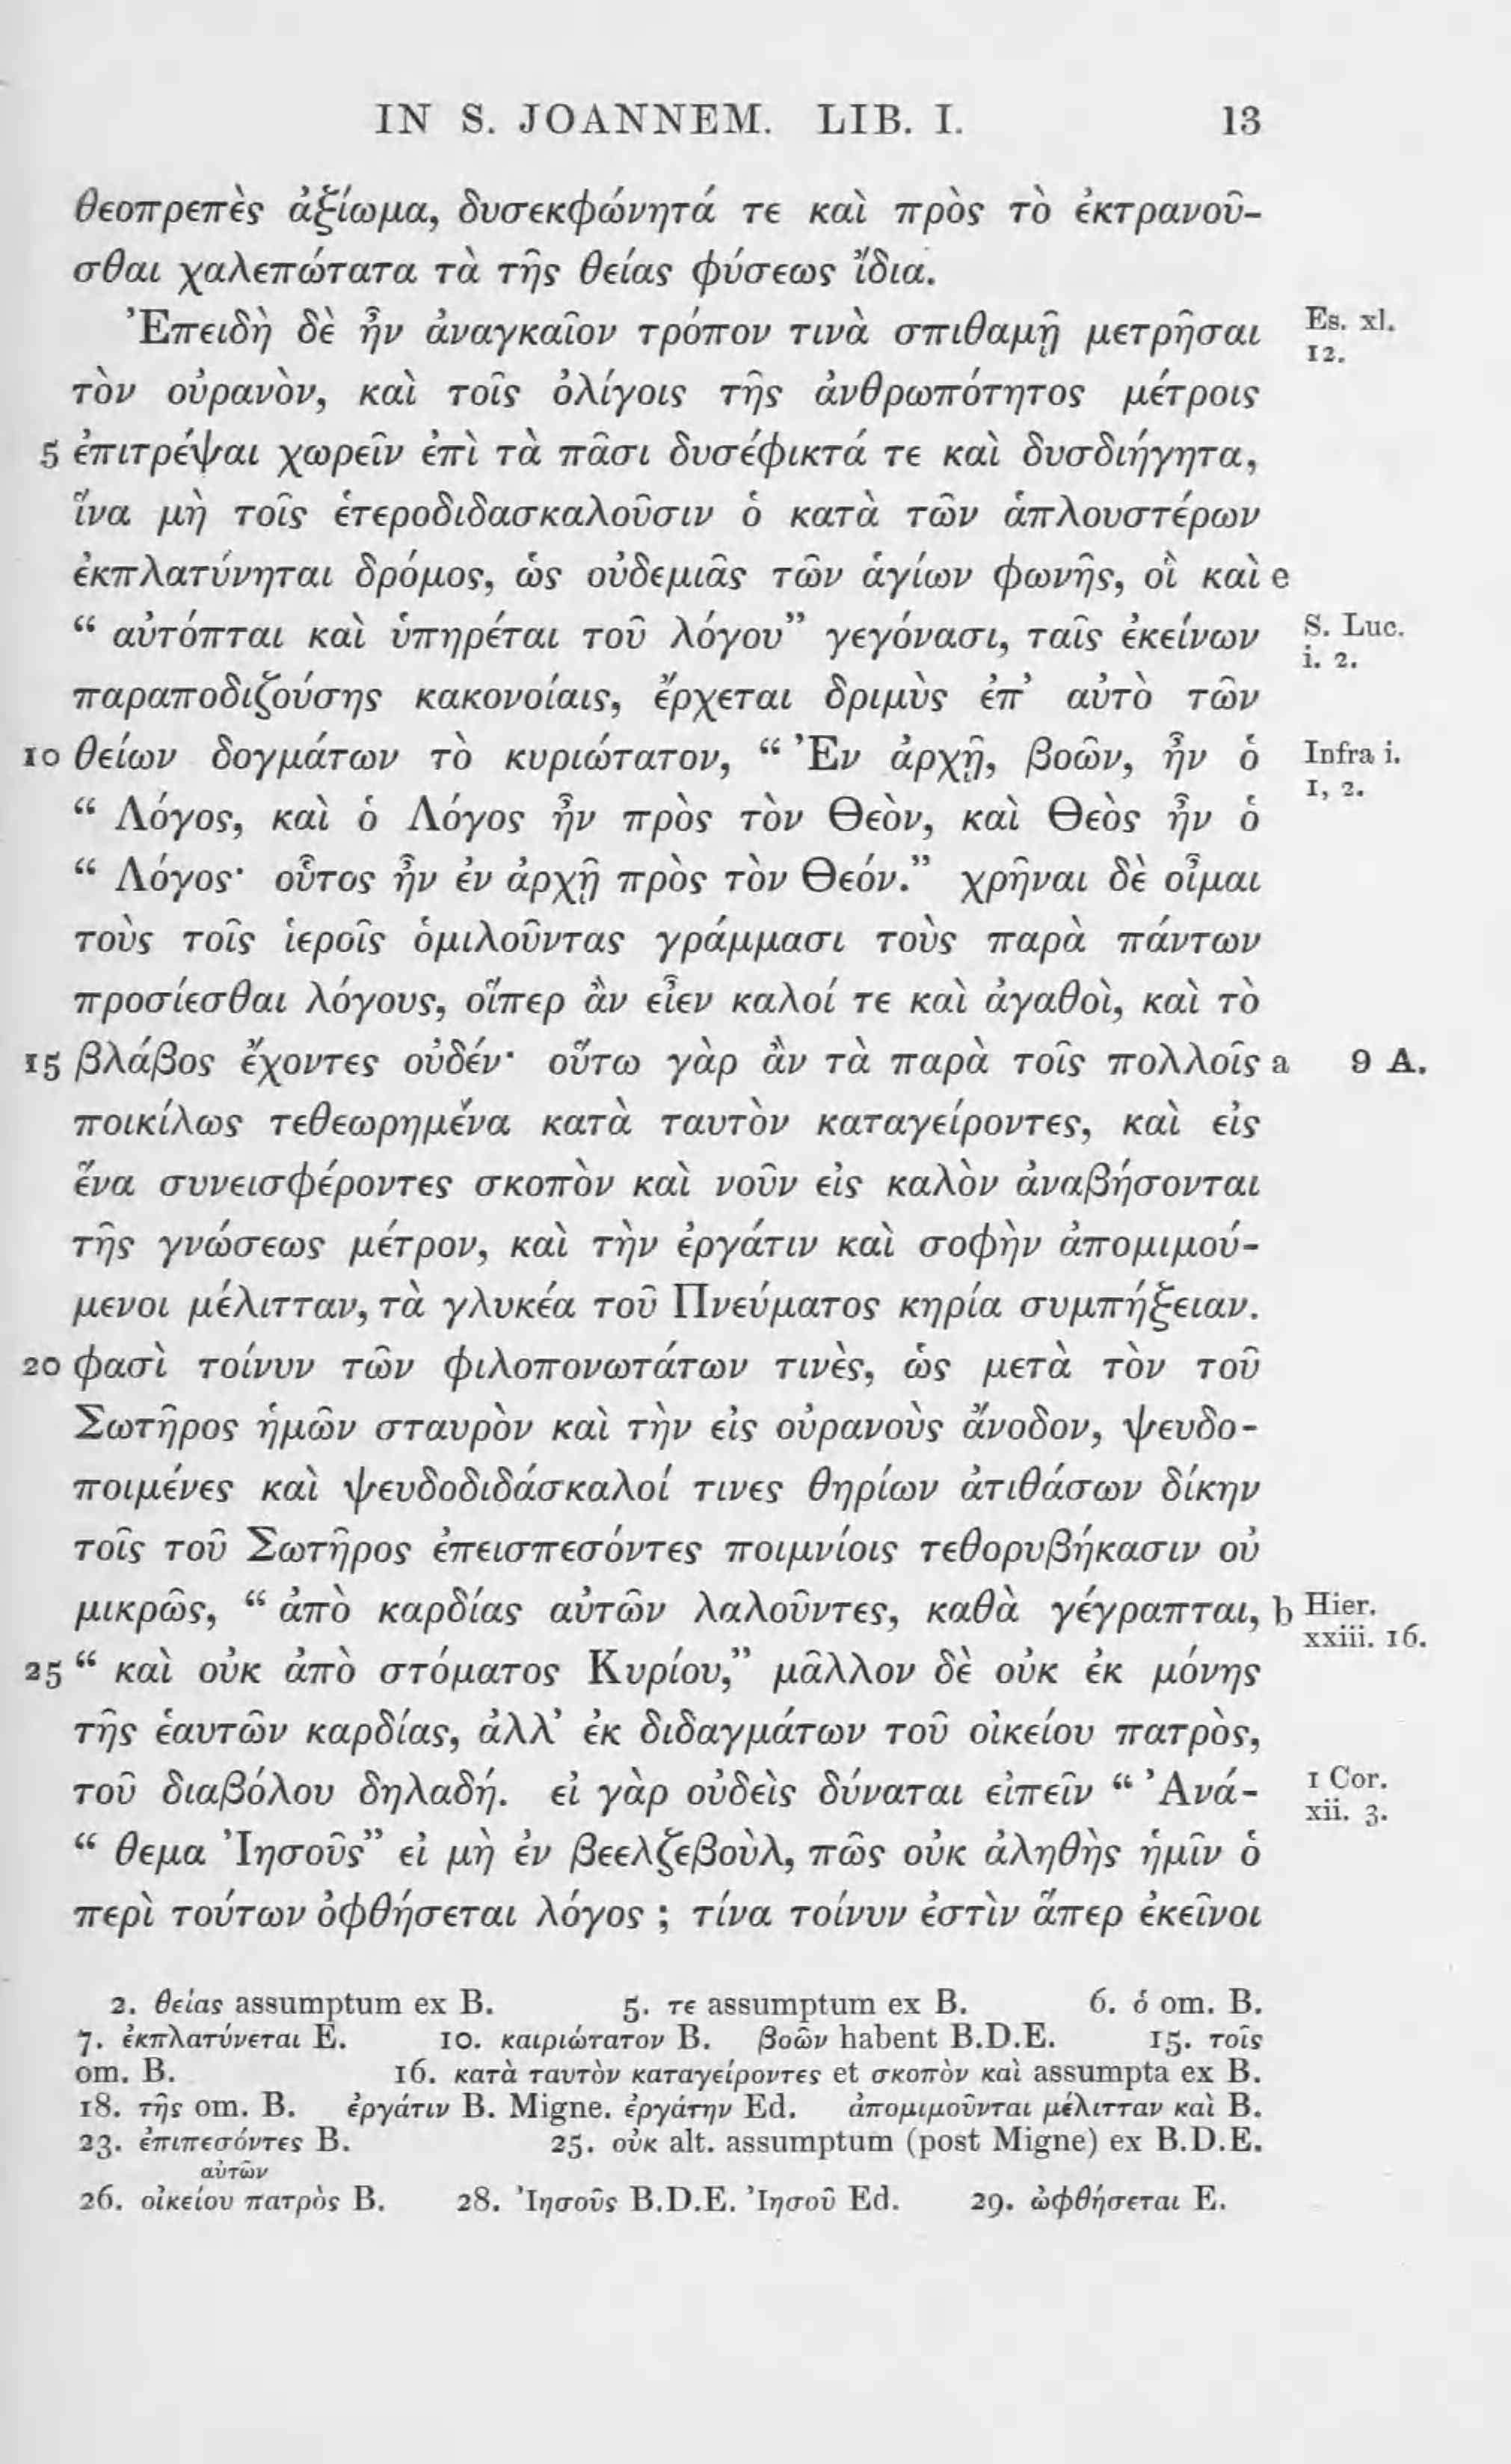 IN S. JOANNEM. LIB. I. 13
θεοπρεπὲς ἀξίωμα, δυσεκφώνητά τε καὶ πρὸς τὸ ἐκτρανοῦ-
σθαι χαλεπώτατα τὰ τῆς θείας φύσεως ἴδια.
Ἐπειδὴ δὲ ἦν ἀναγκαῖον τρόπον τινὰ σπιθαμῇ μετρῆσαι Es. xl.
12.
τὸν οὐρανὸν, καὶ τοῖς ὀλίγοις τῆς ἀνθρωπότητος μέτροις
5 ἐπιτρέψαι χωρεῖν ἐπὶ τὰ πᾶσι δυσέφικτά τε καὶ δυσδιήγητα,
ἵνα μὴ τοῖς ἑτεροδιδασκαλοῦσιν ὁ κατὰ τῶν ἁπλουστέρων
ἐκπλατύνηται δρόμος, ὡς οὐδεμιᾶς τῶν ἁγίων φωνῆς, οἳ καὶ e
“ αὐτόπται καὶ ὑπηρέται τοῦ λόγου” γεγόνασι, ταῖς ἐκείνων S. Luc.
i. 2.
παραποδιζούσης κακονοίαις, ἔρχεται δριμὺς ἐπ’ αὐτὸ τῶν
10 θείων δογμάτων τὸ κυριώτατον, “ Ἐν ἀρχῇ, βοῶν, ἦν ὁ Infra i.
1, 2.
“ Λόγος, καὶ ὁ Λόγος ἦν πρὸς τὸν Θεὸν, καὶ Θεὸς ἦν ὁ
“ Λόγος· οὗτος ἦν ἐν ἀρχῇ πρὸς τὸν Θεόν.” χρῆναι δὲ οἶμαι
τοὺς τοῖς ἱεροῖς ὁμιλοῦντας γράμμασι τοὺς παρὰ πάντων
προσίεσθαι λόγους, οἵπερ ἂν εἶεν καλοί τε καὶ ἀγαθοὶ, καὶ τὸ
15 βλάβος ἔχοντες οὐδέν· οὕτω γὰρ ἂν τὰ παρὰ τοῖς πολλοῖς a 9 A.
ποικίλως τεθεωρημένα κατὰ ταυτὸν καταγείροντες, καὶ εἰς
ἕνα συνεισφέροντες σκοπὸν καὶ νοῦν εἰς καλὸν ἀναβήσονται
τῆς γνώσεως μέτρον, καὶ τὴν ἐργάτιν καὶ σοφὴν ἀπομιμού-
μενοι μέλιτταν, τὰ γλυκέα τοῦ Πνεύματος κηρία συμπήξειαν.
20 φασὶ τοίνυν τῶν φιλοπονωτάτων τινὲς, ὡς μετὰ τὸν τοῦ
Σωτῆρος ἡμῶν σταυρὸν καὶ τὴν εἰς οὐρανοὺς ἄνοδον, ψευδο-
ποιμένες καὶ ψευδοδιδάσκαλοί τινες θηρίων ἀτιθάσων δίκην
τοῖς τοῦ Σωτῆρος ἐπεισπεσόντες ποιμνίοις τεθορυβήκασιν οὐ
μικρῶς, “ ἀπὸ καρδίας αὐτῶν λαλοῦντες, καθὰ γέγραπται, b Hier.
xxiii. 16.
25 “ καὶ οὐκ ἀπὸ στόματος Κυρίου,” μᾶλλον δὲ οὐκ ἐκ μόνης
τῆς ἑαυτῶν καρδίας, ἀλλ’ ἐκ διδαγμάτων τοῦ οἰκείου πατρὸς,
τοῦ διαβόλου δηλαδή. εἰ γὰρ οὐδεὶς δύναται εἰπεῖν “ Ἀνά- 1 Cor.
xii. 3.
“ θεμα Ἰησοῦς” εἰ μὴ ἐν βεελζεβοὺλ, πῶς οὐκ ἀληθὴς ἡμῖν ὁ
περὶ τούτων ὀφθήσεται λόγος ; τίνα τοίνυν ἐστὶν ἅπερ ἐκεῖνοι
2. θείας assumptum ex B. 5. τε assumptum ex B. 6. ὁ om. B.
7. ἐκπλατύνεται E. 10. καιριώτατον B. βοῶν habent B.D.E. 15. τοῖς
om. B. 16. κατὰ ταυτὸν καταγείροντες et σκοπὸν καὶ assumpta ex B.
18. τῆς om. B. ἐργάτιν B. Migne. ἐργάτην Ed. ἀπομιμοῦνται μέλιτταν καὶ B.
23. ἐπιπεσόντες B. 25. οὐκ alt. assumptum (post Migne) ex B.D.E.
αὐτῶν
26. οἰκείου πατρὸς B. 28. Ἰησοῦς B.D.E. Ἰησοῦ Ed. 29. ὠφθήσεται E.